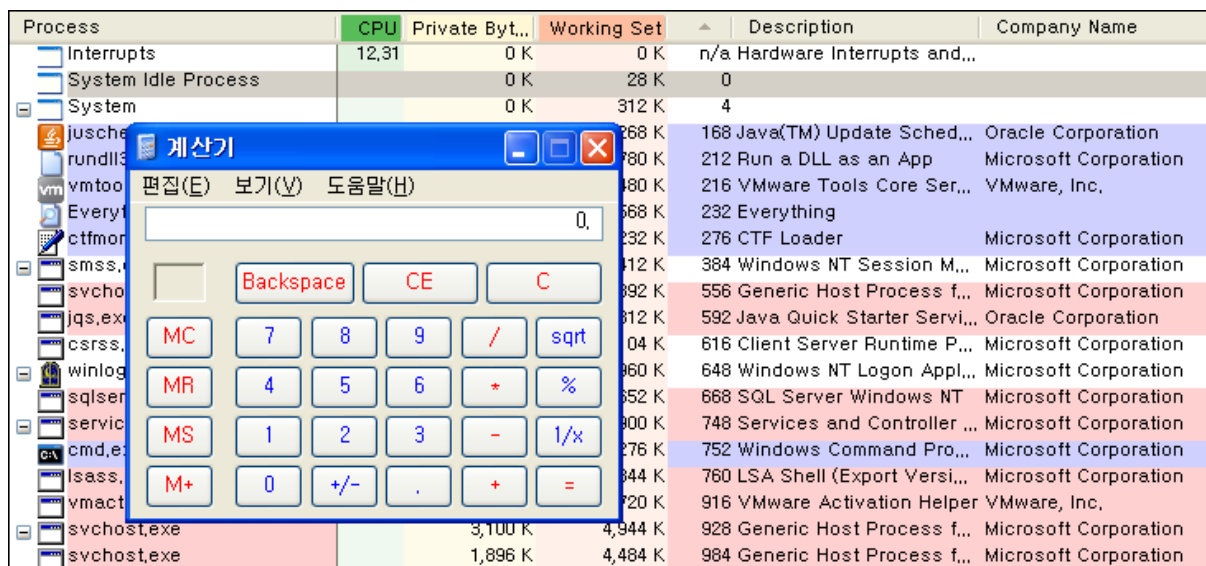 Process CPU Private Byt... Working Set Description Company Name
Interrupts 12.31 0 K 0 K n/a Hardware Interrupts and...
System Idle Process 0 K 28 K 0
System 0 K 312 K 4
jusche 268 K 168 Java(TM) Update Sched... Oracle Corporation
rundll3 780 K 212 Run a DLL as an App Microsoft Corporation
vmtoo 480 K 216 VMware Tools Core Ser... VMware, Inc.
Everyt 568 K 232 Everything
ctfmor 232 K 276 CTF Loader Microsoft Corporation
smss. 412 K 384 Windows NT Session M... Microsoft Corporation
svcho 892 K 556 Generic Host Process f... Microsoft Corporation
jqs.ex 312 K 592 Java Quick Starter Servi... Oracle Corporation
csrss. 04 K 616 Client Server Runtime P... Microsoft Corporation
winlog 960 K 648 Windows NT Logon Appl... Microsoft Corporation
sqlser 652 K 668 SQL Server Windows NT Microsoft Corporation
servic 900 K 748 Services and Controller ... Microsoft Corporation
cmd.e 276 K 752 Windows Command Pro... Microsoft Corporation
lsass. 344 K 760 LSA Shell (Export Versi... Microsoft Corporation
vmact 720 K 916 VMware Activation Helper VMware, Inc.
svchost.exe 3,100 K 4,944 K 928 Generic Host Process f... Microsoft Corporation
svchost.exe 1,896 K 4,484 K 984 Generic Host Process f... Microsoft Corporation
계산기
편집(E) 보기(V) 도움말(H)
0.
Backspace CE C
MC 7 8 9 / sqrt
MR 4 5 6 * %
MS 1 2 3 - 1/x
M+ 0 +/- . + =